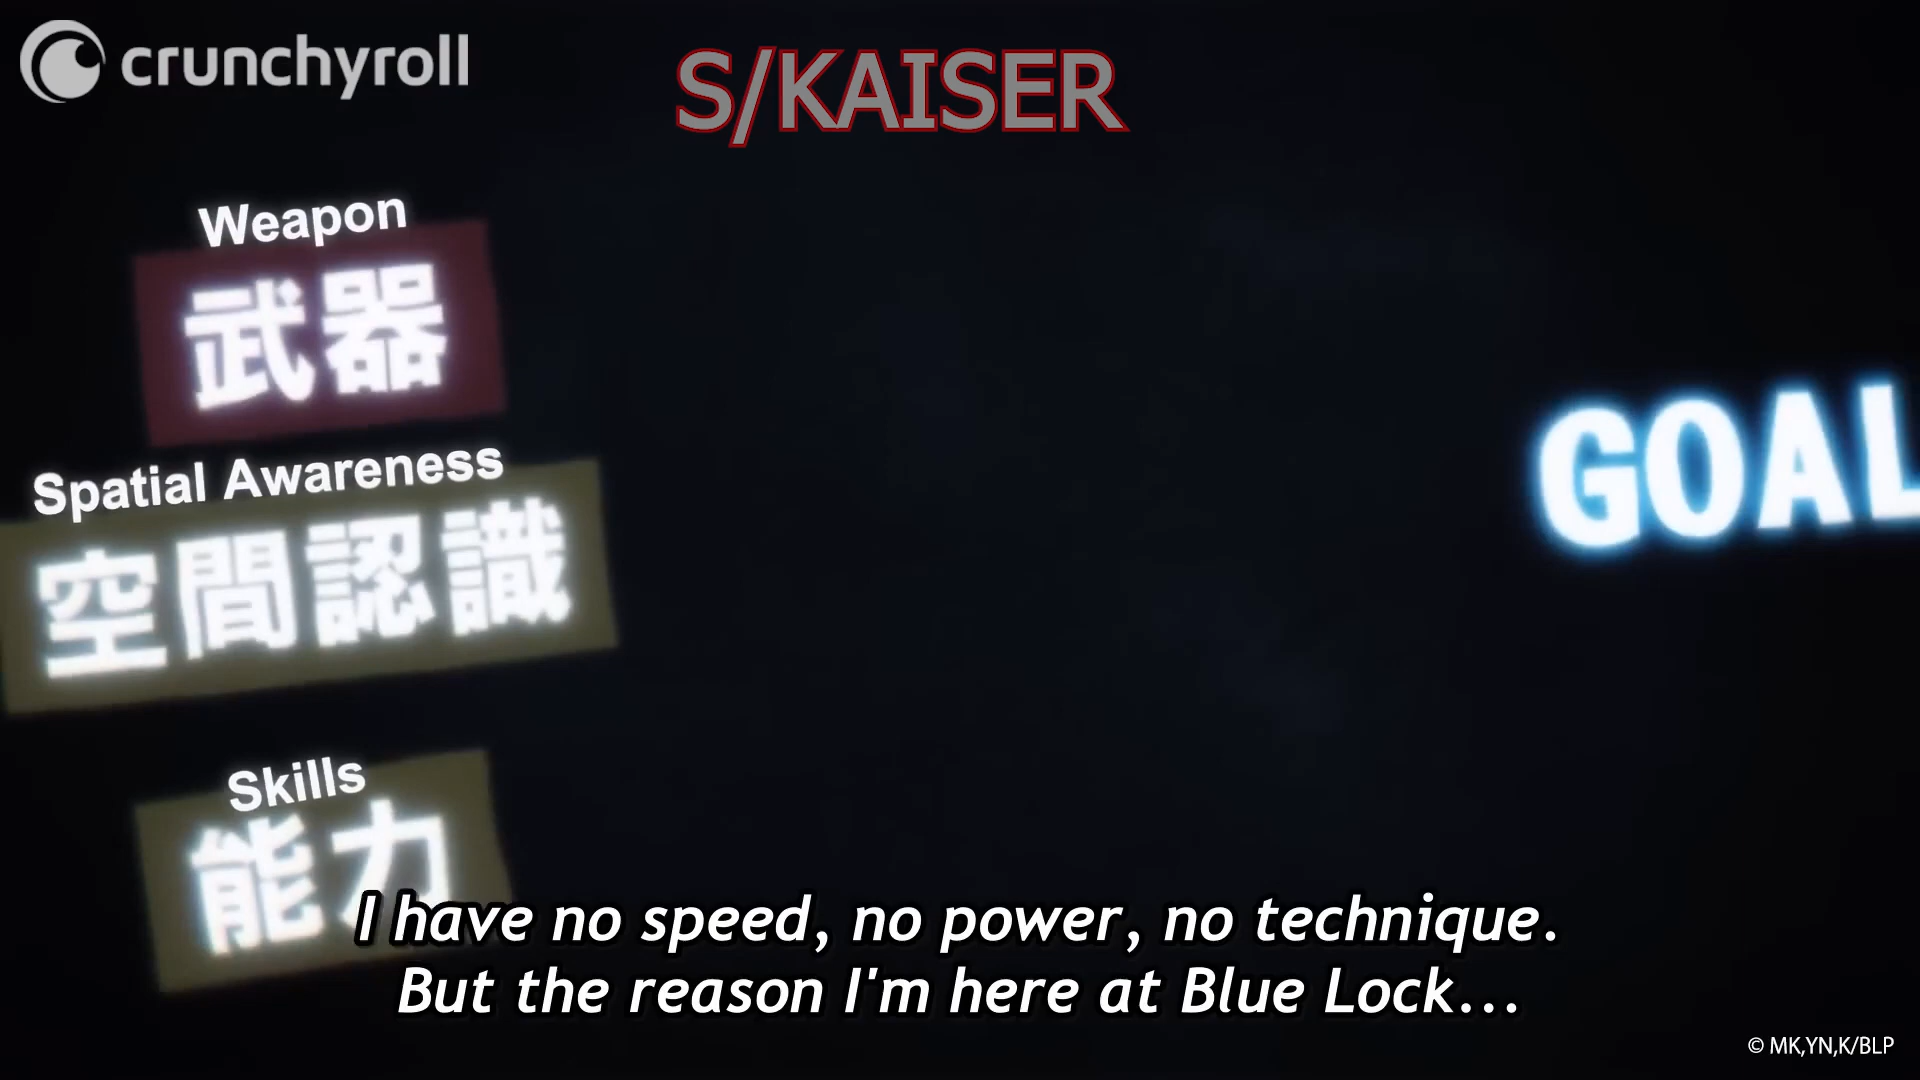 crunchyroll
S/KAISER
Weapon
武器
Spatial Awareness
空間認識
GOAL
Skills
能力
I have no speed, no power, no technique.
But the reason I'm here at Blue Lock...
© MK,YN,K/BLP